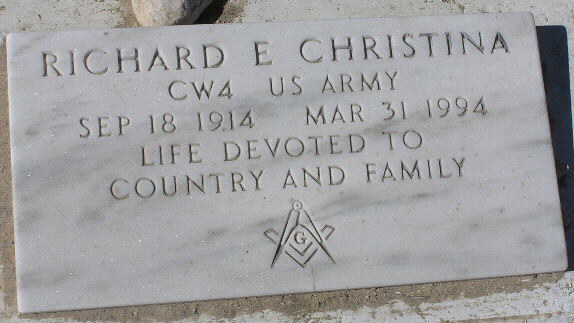 RICHARD E CHRISTINA
CW4 US ARMY
SEP 18 1914 MAR 31 1994
LIFE DEVOTED TO
COUNTRY AND FAMILY
G